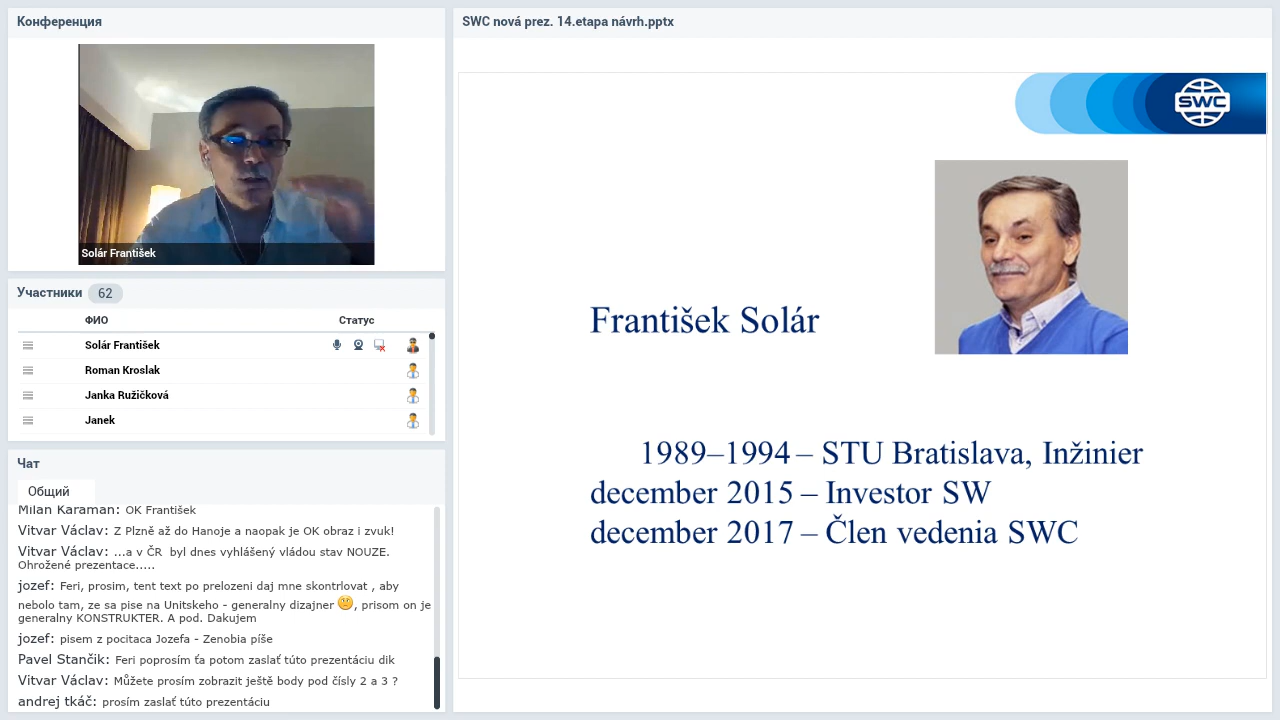 Конференция
Solár František
Участники 62
ФИО Статус
Solár František
Roman Kroslak
Janka Ružičková
Janek
Чат
Общий
Milan Karaman: OK František
Vitvar Václav: Z Plzně až do Hanoje a naopak je OK obraz i zvuk!
Vitvar Václav: ...a v ČR byl dnes vyhlášený vládou stav NOUZE.
Ohrožené prezentace.....
jozef: Feri, prosim, tent text po prelozeni daj mne skontrlovat , aby
nebolo tam, ze sa pise na Unitskeho - generalny dizajner , prisom on je
generalny KONSTRUKTER. A pod. Dakujem
jozef: pisem z pocitaca Jozefa - Zenobia píše
Pavel Stančik: Feri poprosím ťa potom zaslať túto prezentáciu dik
Vitvar Václav: Můžete prosím zobrazit ještě body pod čísly 2 a 3 ?
andrej tkáč: prosím zaslať túto prezentáciu
SWC nová prez. 14.etapa návrh.pptx
SWC
František Solár
1989–1994 – STU Bratislava, Inžinier
december 2015 – Investor SW
december 2017 – Člen vedenia SWC